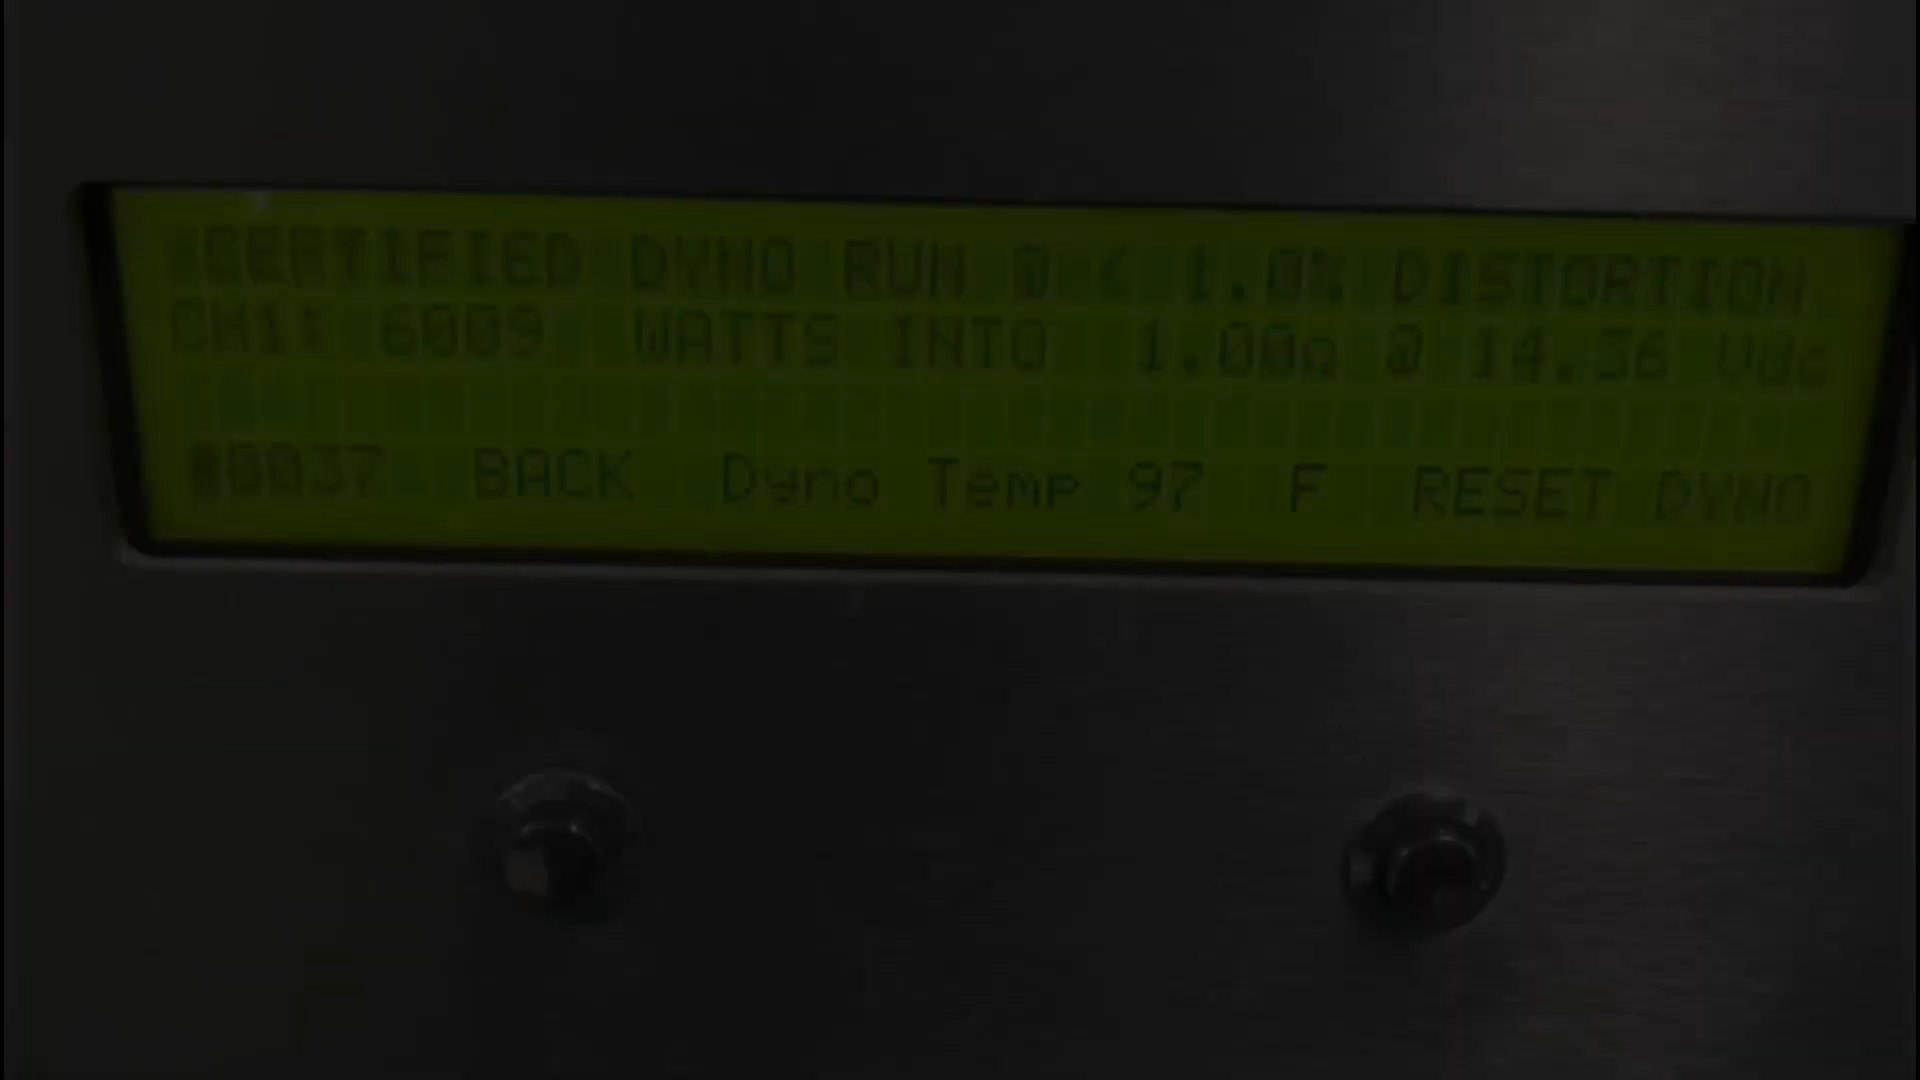 CERTIFIED DYNO RUN @ < 1.0% DISTORTION
CH1: 6009 WATTS INTO 1.00Ω @ 14.36 Vdc
#0037 BACK Dyno Temp 97 F RESET DYNO